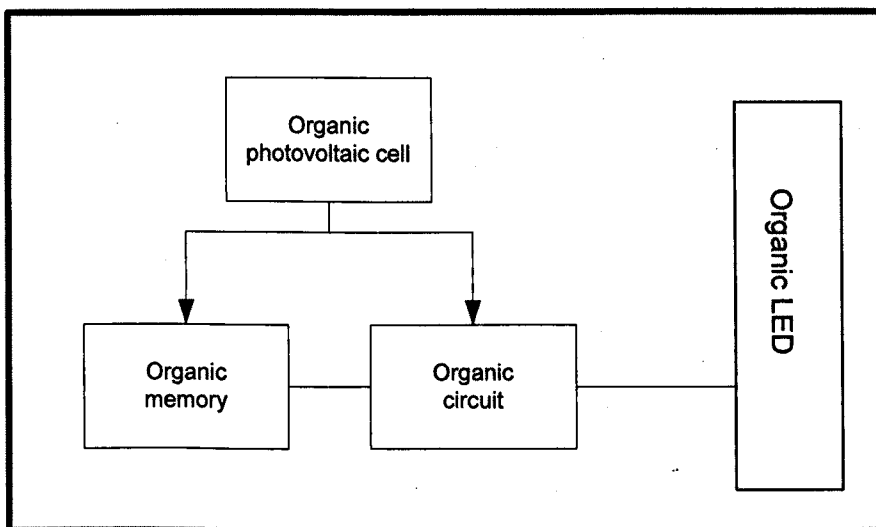 Organic
photovoltaic cell
Organic
memory
Organic
circuit
Organic LED